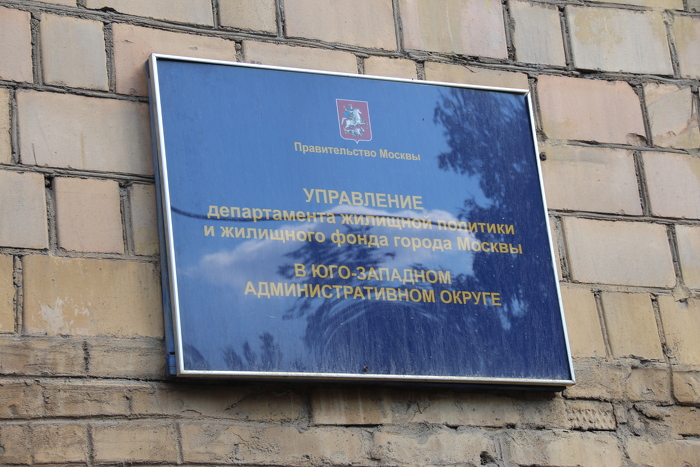 Правительство Москвы
УПРАВЛЕНИЕ
департамента жилищной политики
и жилищного фонда города Москвы
В ЮГО-ЗАПАДНОМ
АДМИНИСТРАТИВНОМ ОКРУГЕ